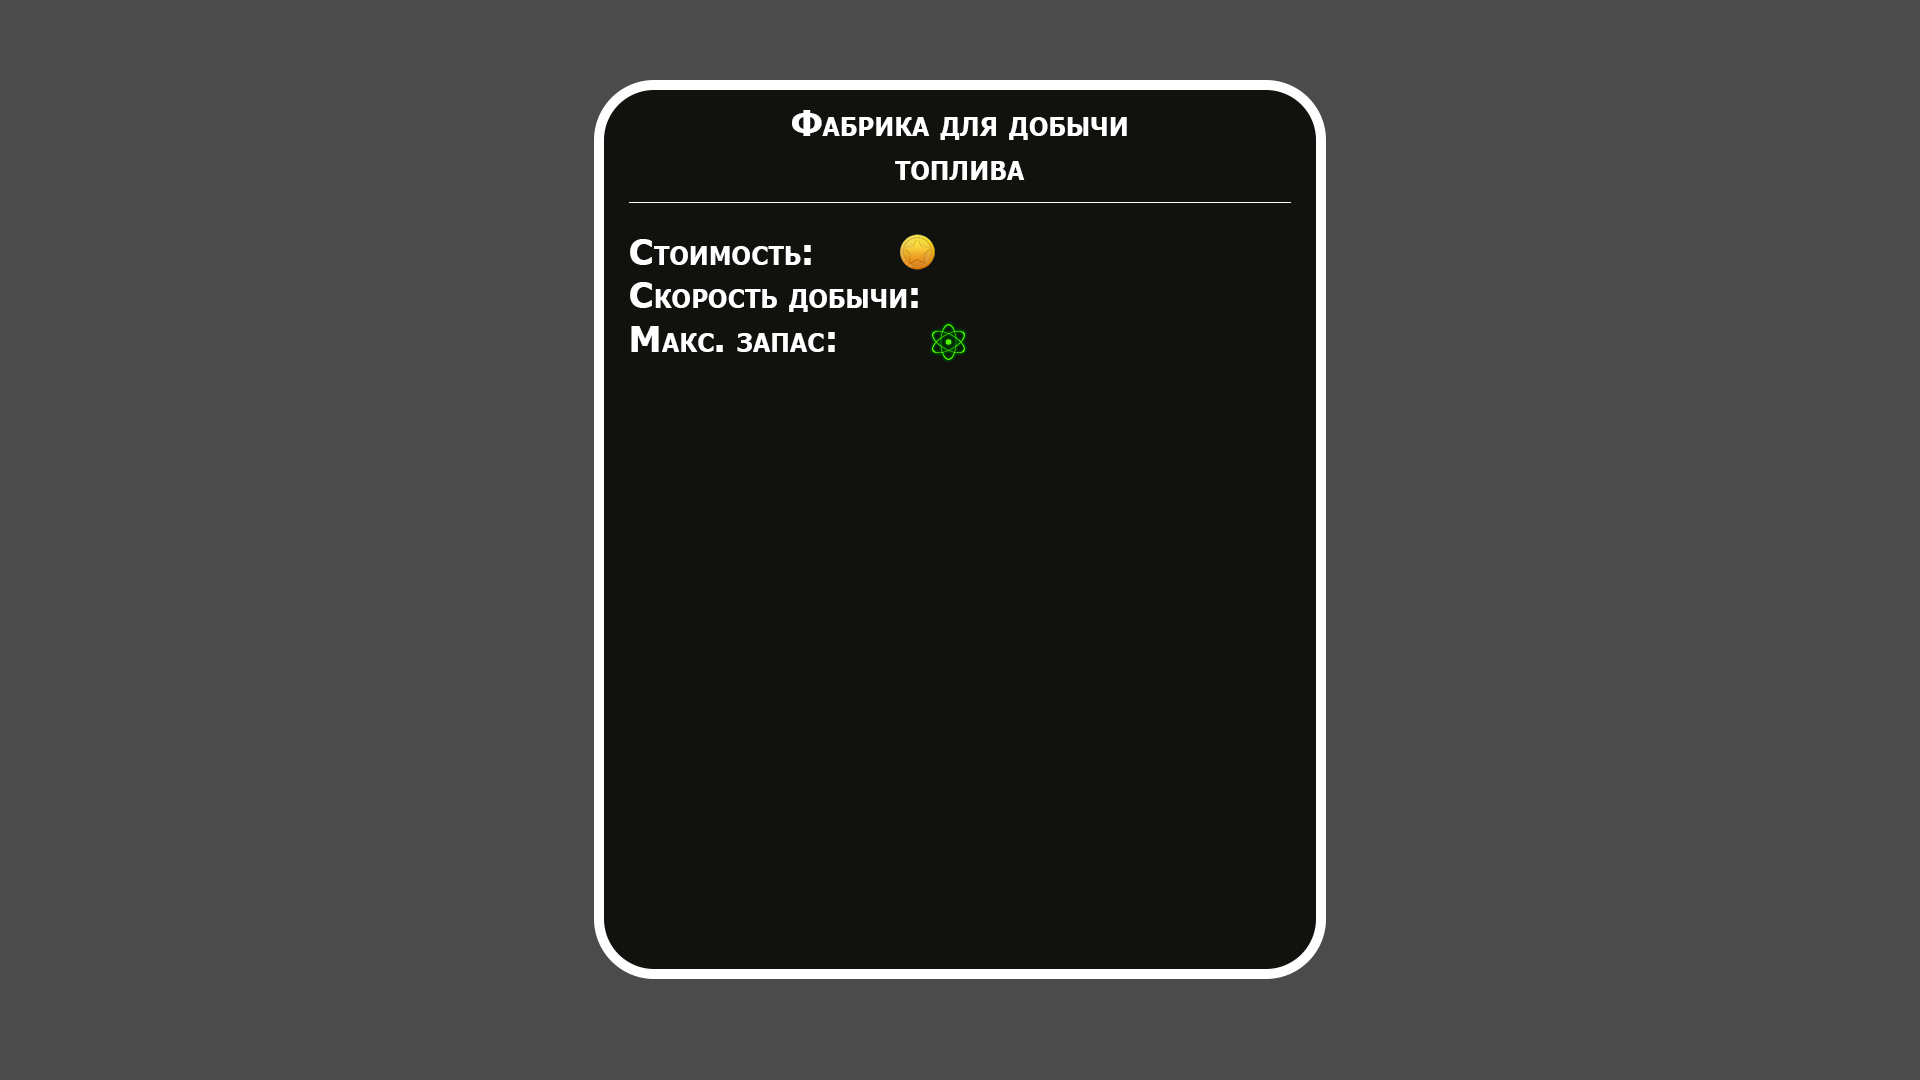 Фабрика для добычи
топлива
Стоимость:
Скорость добычи:
Макс. запас: